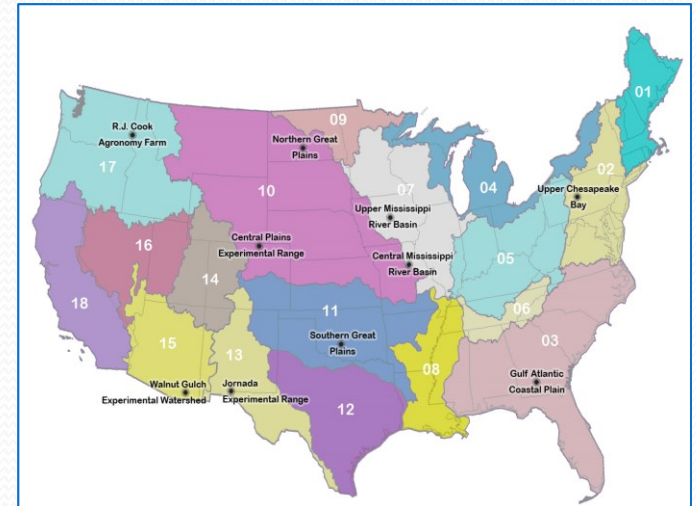 01
R.J. Cook
Agronomy Farm
17
09
Northern Great
Plains
02
10
07
04
Upper Chesapeake
Bay
Upper Mississippi
River Basin
16
Central Plains
Experimental Range
Central Mississippi
River Basin
05
14
18
11
06
03
15
13
Southern Great
Plains
08
Gulf Atlantic
Coastal Plain
Walnut Gulch
Experimental Watershed
Jornada
Experimental Range
12